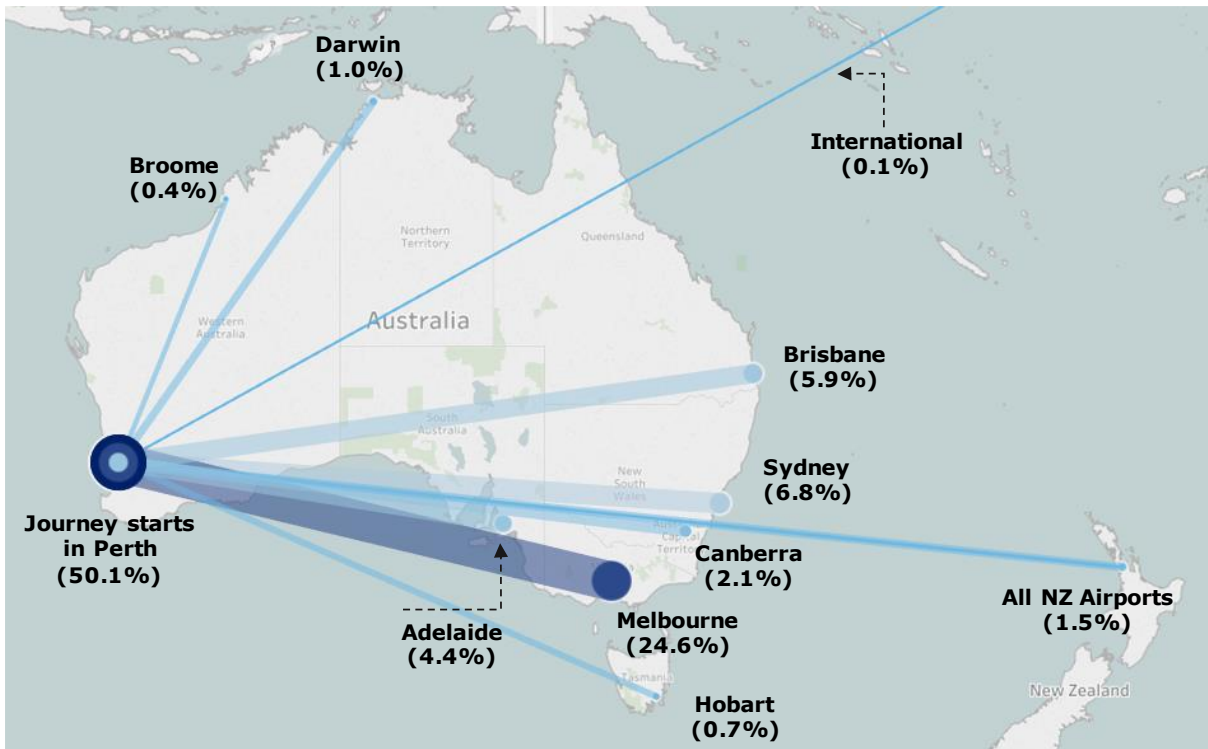 Darwin
(1.0%)
International
(0.1%)
Broome
(0.4%)
Northern
Territory
Queensland
Western
Australia
Australia
Brisbane
(5.9%)
South
Australia
Sydney
(6.8%)
New
South
Wales
Journey starts
in Perth
(50.1%)
Canberra
(2.1%)
All NZ Airports
(1.5%)
Adelaide
(4.4%)
Melbourne
(24.6%)
Tasmania
Hobart
(0.7%)
New Zealand